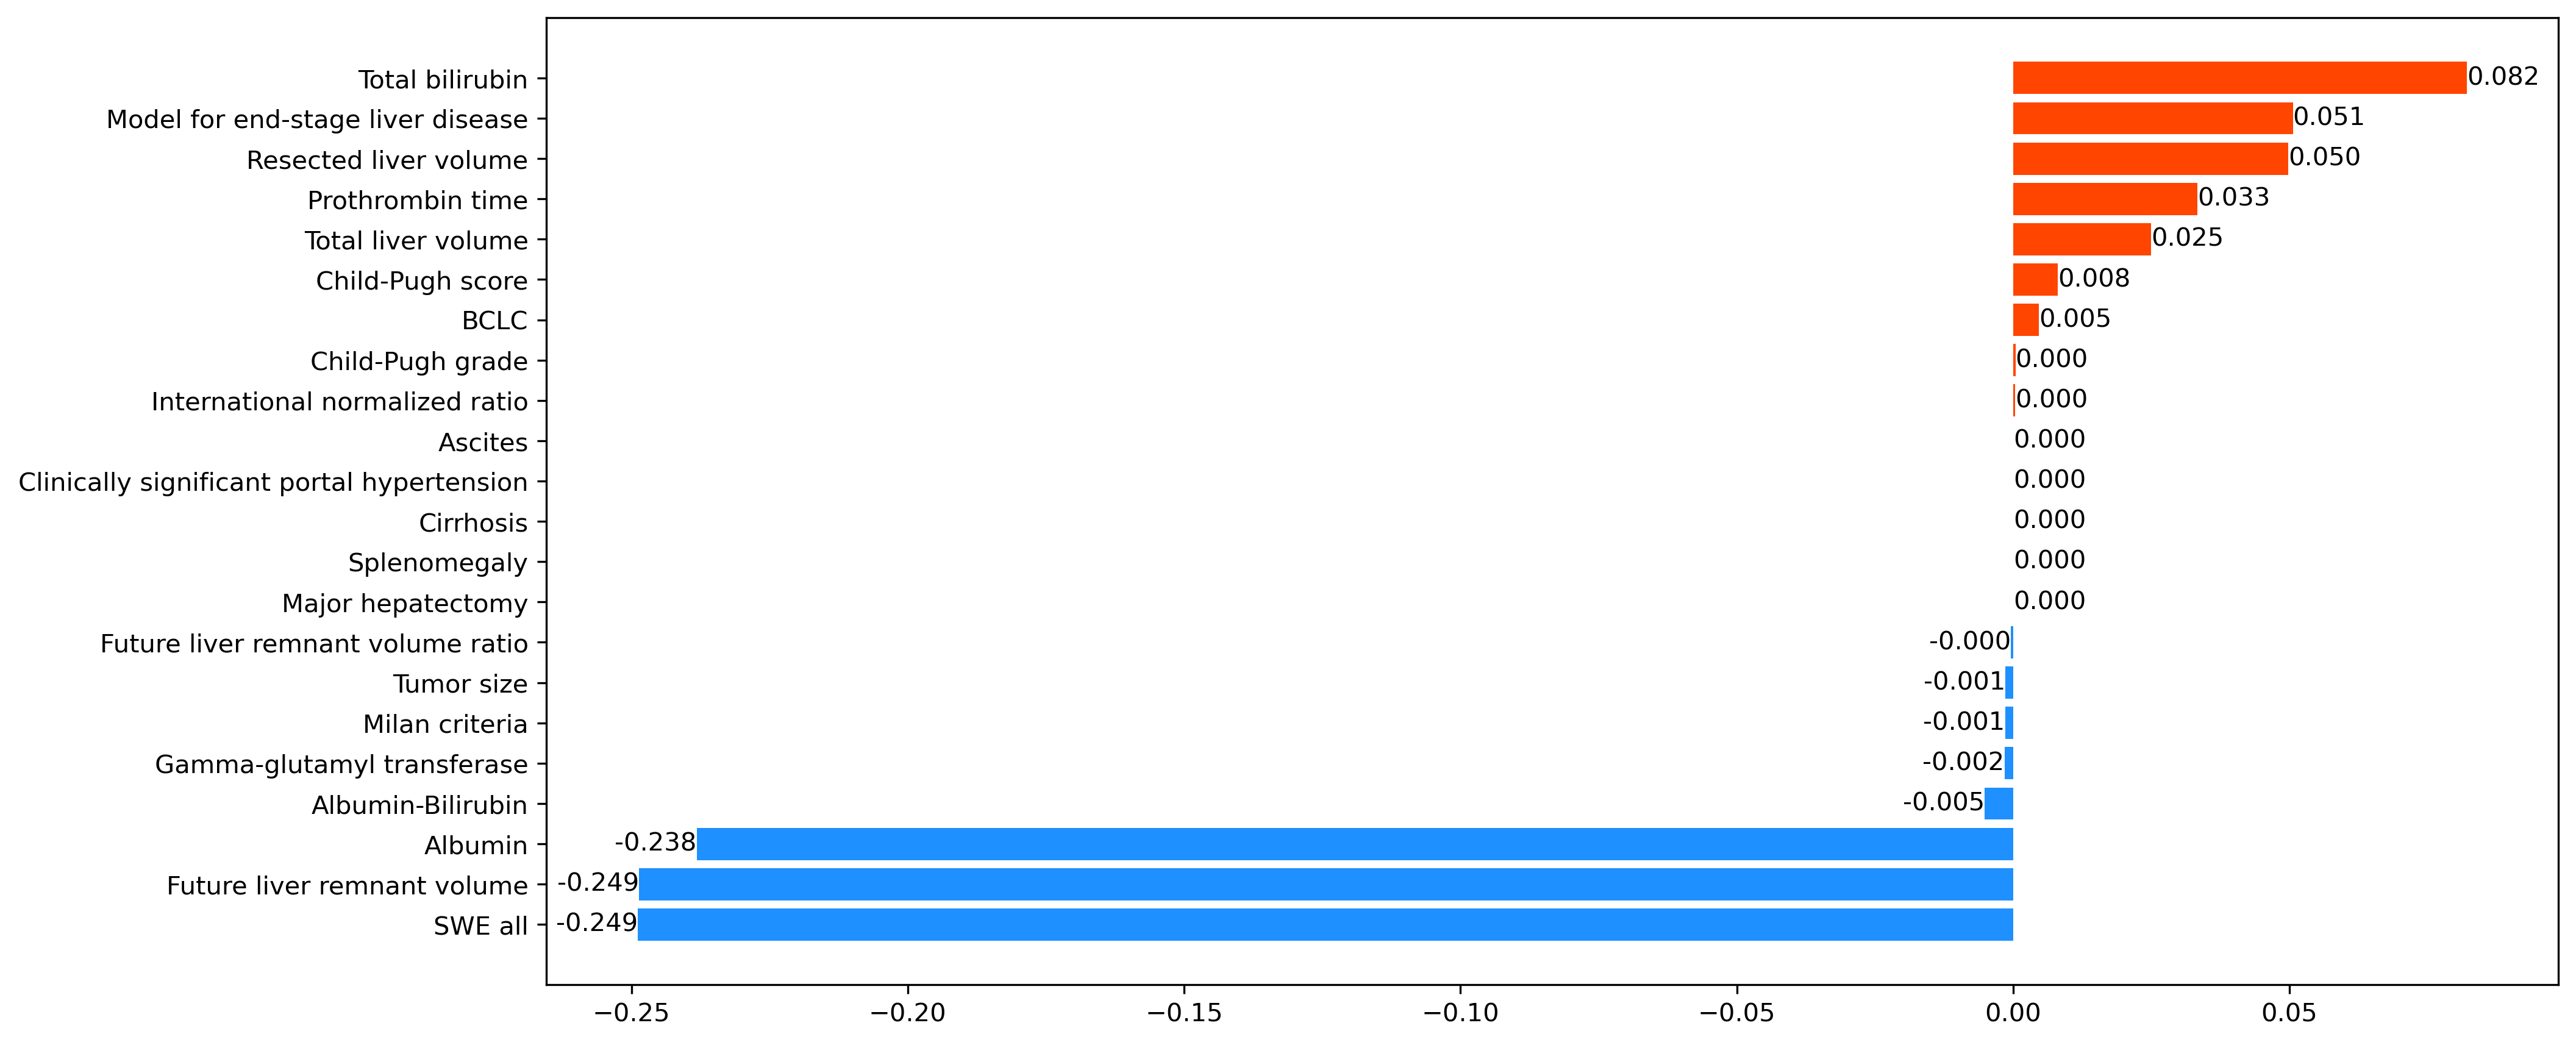 Total bilirubin 0.082
Model for end-stage liver disease 0.051
Resected liver volume 0.050
Prothrombin time 0.033
Total liver volume 0.025
Child-Pugh score 0.008
BCLC 0.005
Child-Pugh grade 0.000
International normalized ratio 0.000
Ascites 0.000
Clinically significant portal hypertension 0.000
Cirrhosis 0.000
Splenomegaly 0.000
Major hepatectomy 0.000
Future liver remnant volume ratio -0.000
Tumor size -0.001
Milan criteria -0.001
Gamma-glutamyl transferase -0.002
Albumin-Bilirubin -0.005
Albumin -0.238
Future liver remnant volume -0.249
SWE all -0.249
−0.25 −0.20 −0.15 −0.10 −0.05 0.00 0.05